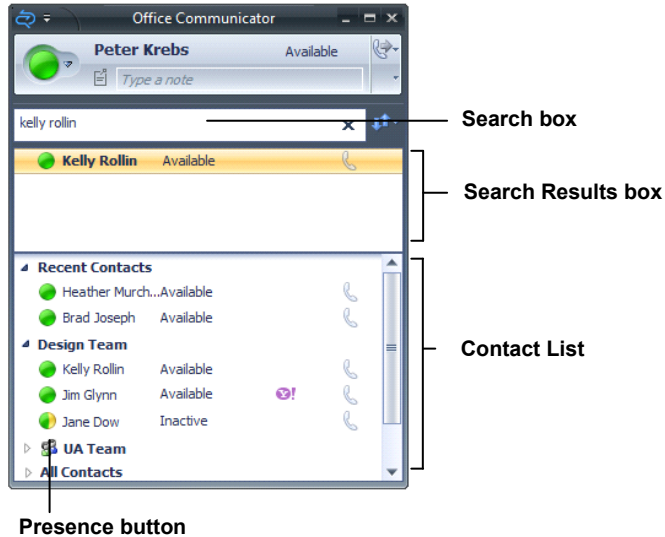 Office Communicator
Peter Krebs Available
Type a note
kelly rollin
Search box
Kelly Rollin Available
Search Results box
Recent Contacts
Heather Murch...Available
Brad Joseph Available
Design Team
Contact List
Kelly Rollin Available
Jim Glynn Available Y!
Jane Dow Inactive
UA Team
All Contacts
Presence button